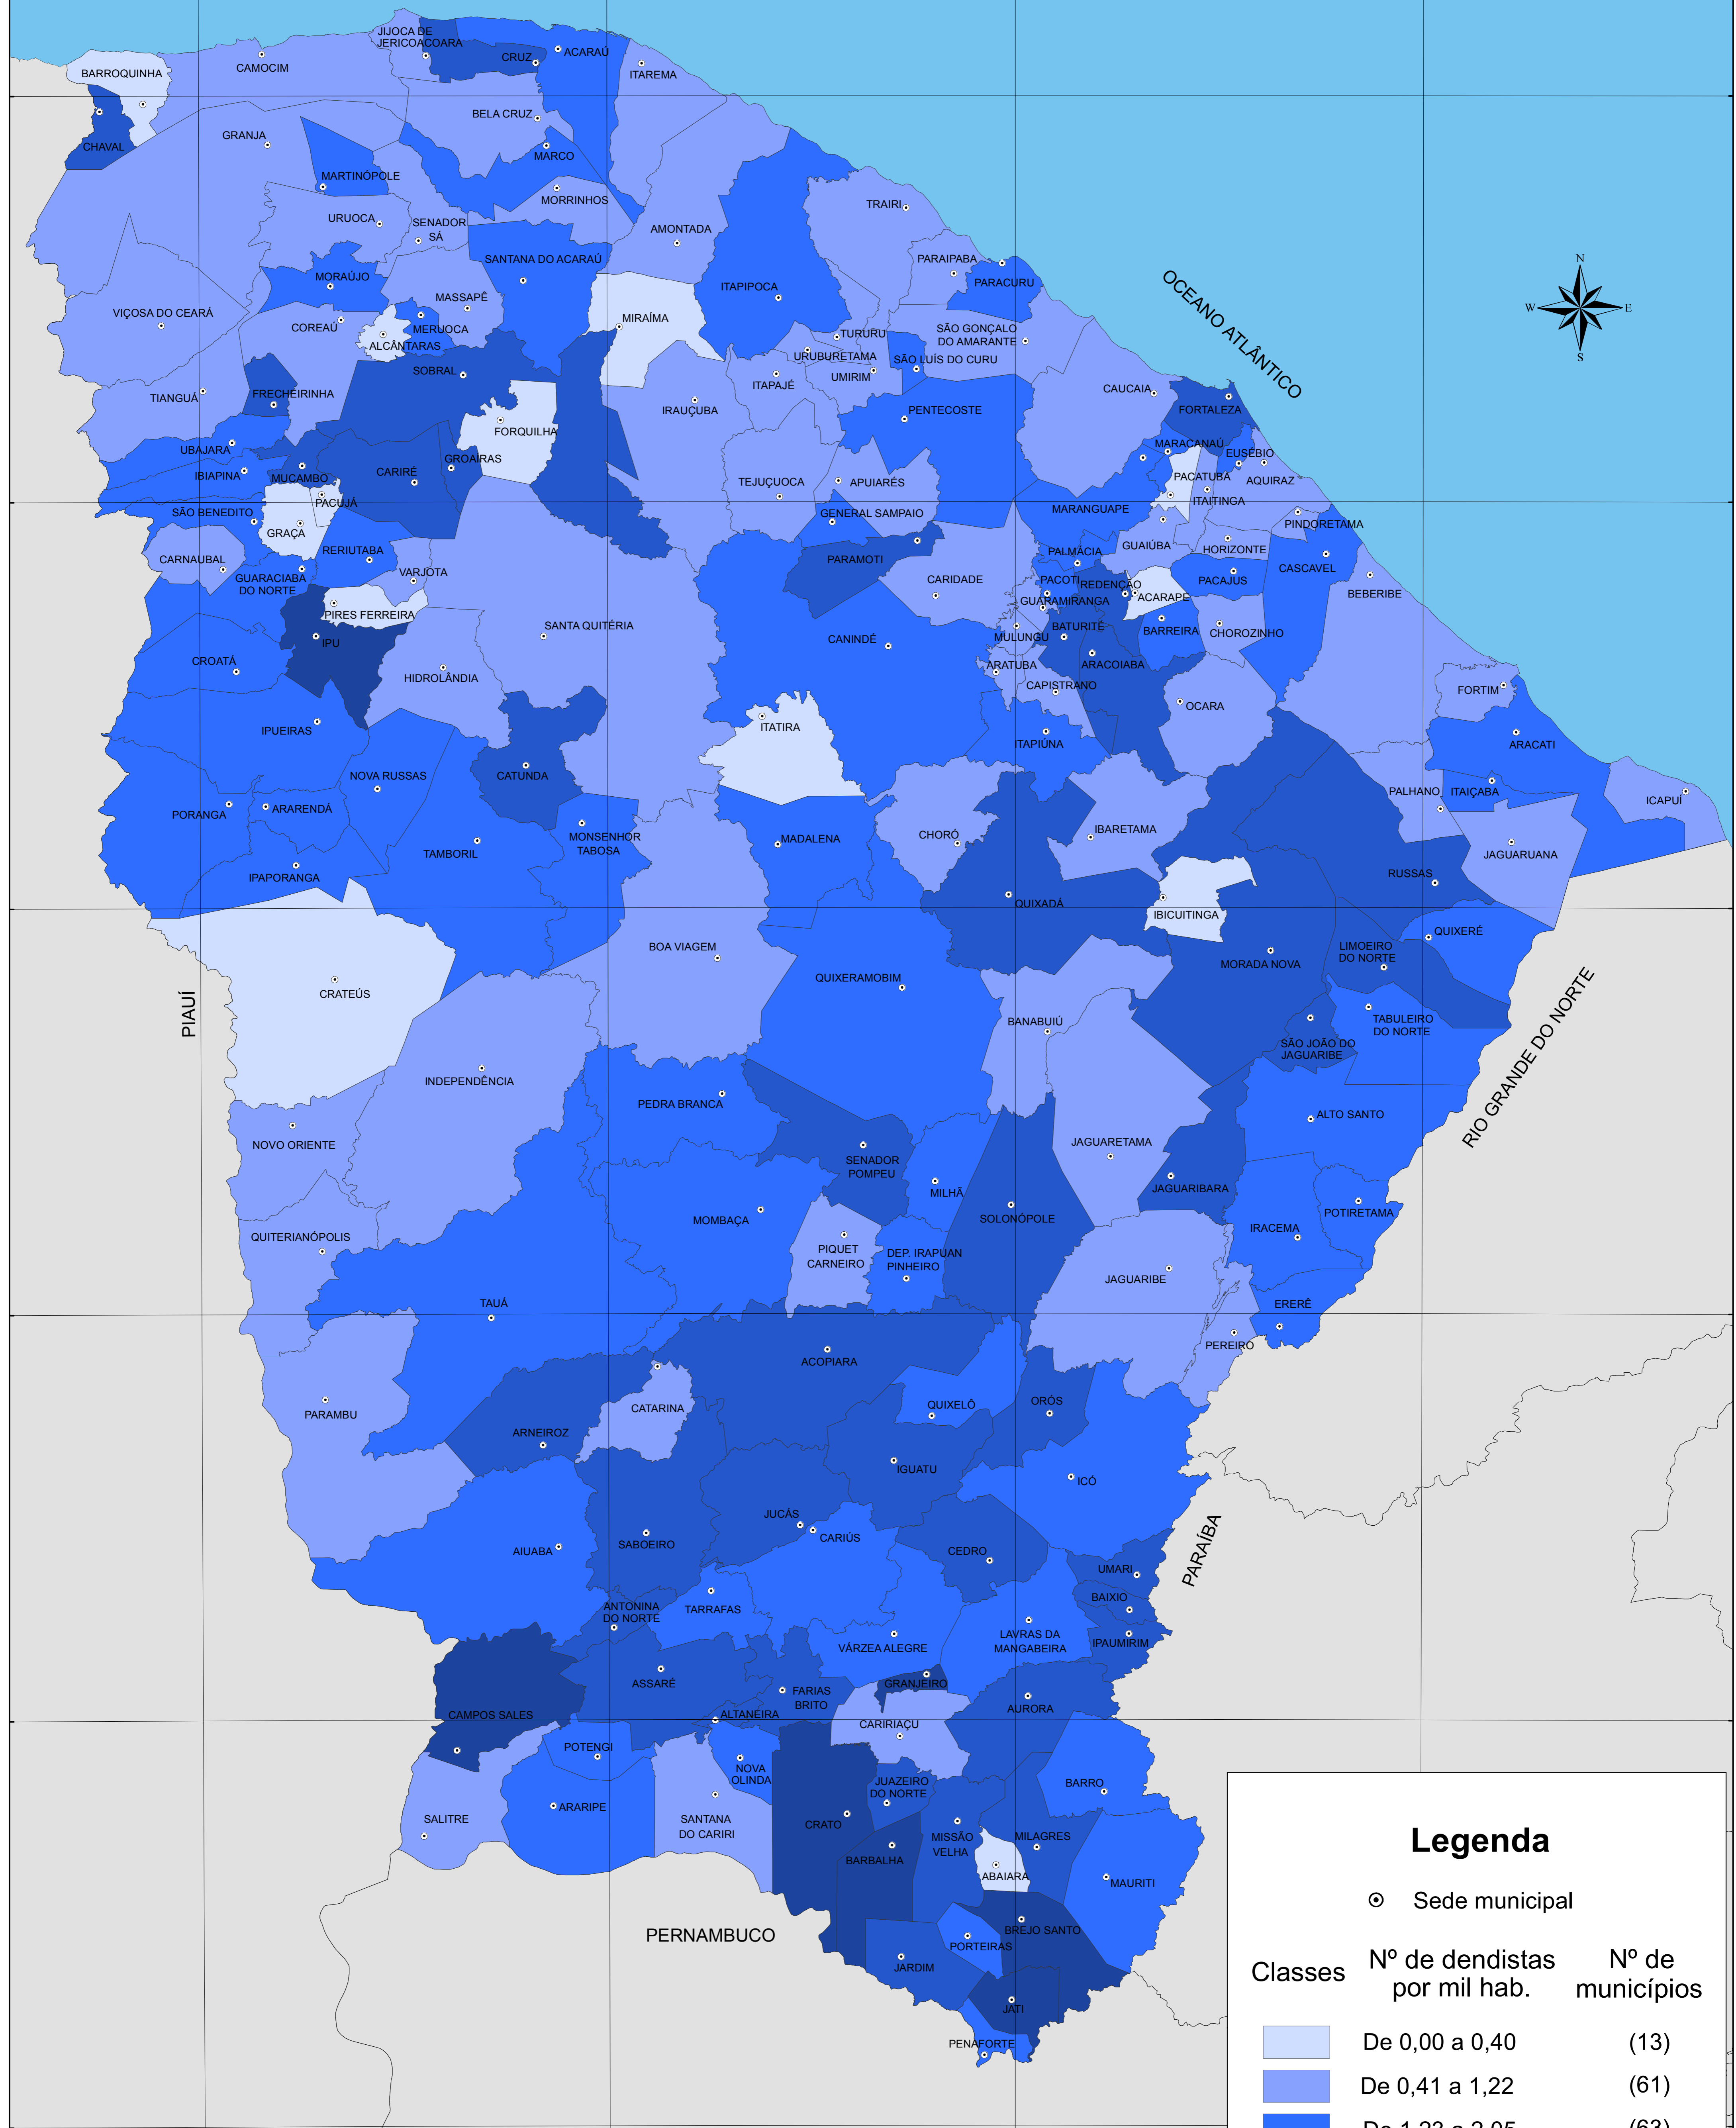 JIJOCA DE
JERICOACOARA
CRUZ
ACARAÚ
BARROQUINHA
CAMOCIM
ITAREMA
BELA CRUZ
GRANJA
CHAVAL
MARCO
MARTINÓPOLE
MORRINHOS
TRAIRI
URUOCA
SENADOR
SÁ
AMONTADA
SANTANA DO ACARAÚ
PARAIPABA
N
MORAÚJO
ITAPIPOCA
PARACURU
OCEANO ATLÂNTICO
MASSAPÊ
W
E
VIÇOSA DO CEARÁ
MIRAÍMA
COREAÚ
MERUOCA
TURURU
SÃO GONÇALO
DO AMARANTE
ALCÂNTARAS
URUBURETAMA
SÃO LUÍS DO CURU
S
SOBRAL
UMIRIM
ITAPAJÉ
CAUCAIA
TIANGUÁ
FRECHEIRINHA
IRAUÇUBA
PENTECOSTE
FORTALEZA
FORQUILHA
MARACANAÚ
UBAJARA
GROAÍRAS
EUSÉBIO
IBIAPINA
MUCAMBO
CARIRÉ
TEJUÇUOCA
APUIARÉS
PACATUBA
AQUIRAZ
PACUJÁ
ITAITINGA
SÃO BENEDITO
GENERAL SAMPAIO
MARANGUAPE
PINDORETAMA
GRAÇA
RERIUTABA
PALMÁCIA
GUAIÚBA
HORIZONTE
CARNAUBAL
PARAMOTI
CASCAVEL
GUARACIABA
DO NORTE
VARJOTA
CARIDADE
PACOTI
REDENÇÃO
PACAJUS
BEBERIBE
GUARAMIRANGA
ACARAPE
PIRES FERREIRA
SANTA QUITÉRIA
BATURITÉ
BARREIRA
CHOROZINHO
IPU
CANINDÉ
MULUNGU
CROATÁ
ARATUBA
ARACOIABA
HIDROLÂNDIA
CAPISTRANO
FORTIM
OCARA
ITATIRA
IPUEIRAS
ITAPIÚNA
ARACATI
NOVA RUSSAS
CATUNDA
PALHANO
ITAIÇABA
ICAPUÍ
PORANGA
ARARENDÁ
MONSENHOR
TABOSA
MADALENA
CHORÓ
IBARETAMA
TAMBORIL
JAGUARUANA
IPAPORANGA
RUSSAS
QUIXADÁ
IBICUITINGA
QUIXERÉ
BOA VIAGEM
LIMOEIRO
DO NORTE
MORADA NOVA
QUIXERAMOBIM
CRATEÚS
PIAUÍ
BANABUIÚ
TABULEIRO
DO NORTE
RIO GRANDE DO NORTE
SÃO JOÃO DO
JAGUARIBE
INDEPENDÊNCIA
PEDRA BRANCA
ALTO SANTO
NOVO ORIENTE
JAGUARETAMA
SENADOR
POMPEU
MILHÃ
JAGUARIBARA
MOMBAÇA
SOLONÓPOLE
POTIRETAMA
IRACEMA
QUITERIANÓPOLIS
PIQUET
CARNEIRO
DEP. IRAPUAN
PINHEIRO
JAGUARIBE
TAUÁ
ERERÊ
PEREIRO
ACOPIARA
PARAMBU
CATARINA
QUIXELÔ
ORÓS
ARNEIROZ
IGUATU
ICÓ
JUCÁS
PARAÍBA
SABOEIRO
CARIÚS
AIUABA
CEDRO
UMARI
BAIXIO
ANTONINA
DO NORTE
TARRAFAS
LAVRAS DA
MANGABEIRA
IPAUMIRIM
VÁRZEA ALEGRE
ASSARÉ
FARIAS
BRITO
GRANJEIRO
AURORA
CAMPOS SALES
ALTANEIRA
CARIRIAÇU
POTENGI
NOVA
OLINDA
JUAZEIRO
DO NORTE
BARRO
ARARIPE
SALITRE
SANTANA
DO CARIRI
CRATO
MISSÃO
VELHA
MILAGRES
BARBALHA
ABAIARA
MAURITI
PERNAMBUCO
BREJO SANTO
PORTEIRAS
JARDIM
JATI
PENAFORTE
Legenda
Sede municipal
Classes
Nº de dendistas
por mil hab.
Nº de
municípios
De 0,00 a 0,40 (13)
De 0,41 a 1,22 (61)
De 1,23 a 2,05 (63)